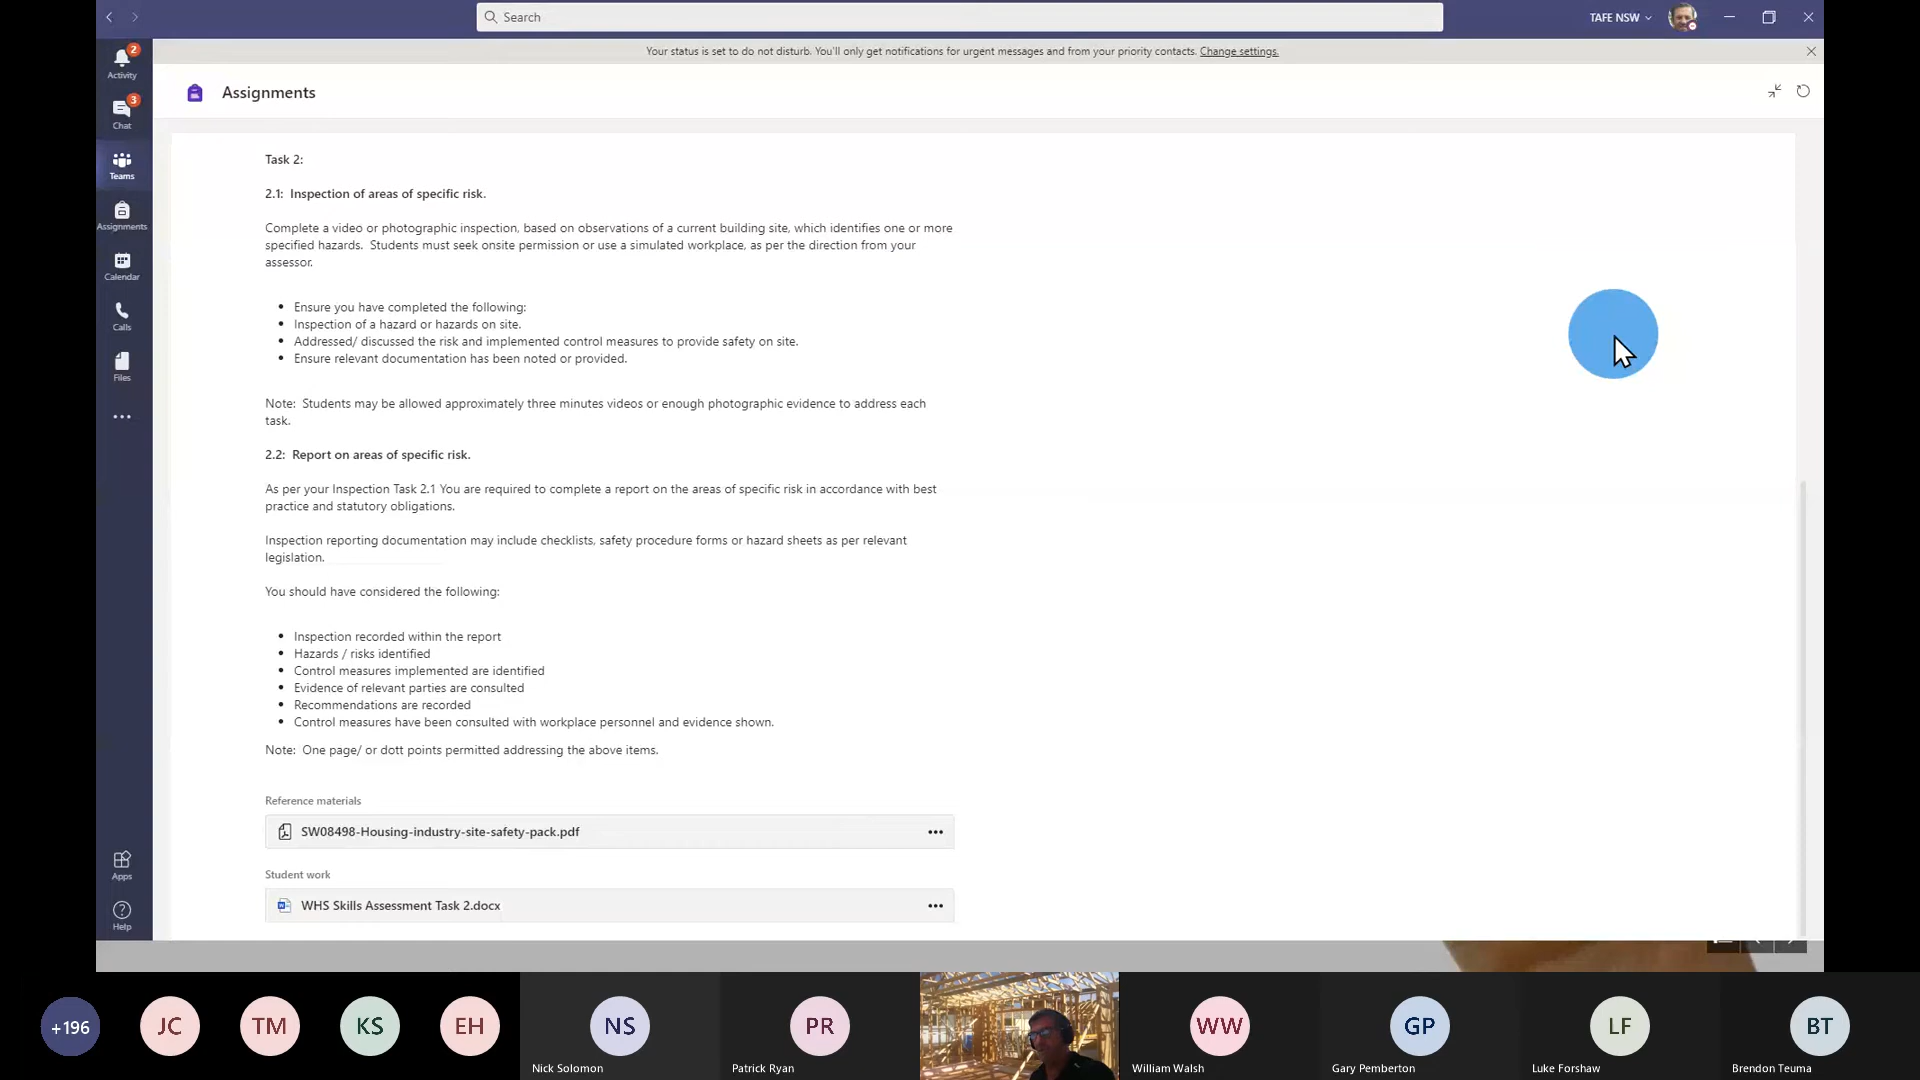 Search
TAFE NSW
Your status is set to do not disturb. You'll only get notifications for urgent messages and from your priority contacts. Change settings.
2
Activity
3
Chat
Teams
Assignments
Calendar
Calls
Files
Apps
Help
Assignments
Task 2:
2.1: Inspection of areas of specific risk.
Complete a video or photographic inspection, based on observations of a current building site, which identifies one or more
specified hazards. Students must seek onsite permission or use a simulated workplace, as per the direction from your
assessor.
• Ensure you have completed the following:
• Inspection of a hazard or hazards on site.
• Addressed/ discussed the risk and implemented control measures to provide safety on site.
• Ensure relevant documentation has been noted or provided.
Note: Students may be allowed approximately three minutes videos or enough photographic evidence to address each
task.
2.2: Report on areas of specific risk.
As per your Inspection Task 2.1 You are required to complete a report on the areas of specific risk in accordance with best
practice and statutory obligations.
Inspection reporting documentation may include checklists, safety procedure forms or hazard sheets as per relevant
legislation.
You should have considered the following:
• Inspection recorded within the report
• Hazards / risks identified
• Control measures implemented are identified
• Evidence of relevant parties are consulted
• Recommendations are recorded
• Control measures have been consulted with workplace personnel and evidence shown.
Note: One page/ or dott points permitted addressing the above items.
Reference materials
SW08498-Housing-industry-site-safety-pack.pdf
Student work
WHS Skills Assessment Task 2.docx
+196
JC
TM
KS
EH
NS
PR
WW
GP
LF
BT
Nick Solomon
Patrick Ryan
William Walsh
Gary Pemberton
Luke Forshaw
Brendon Teuma